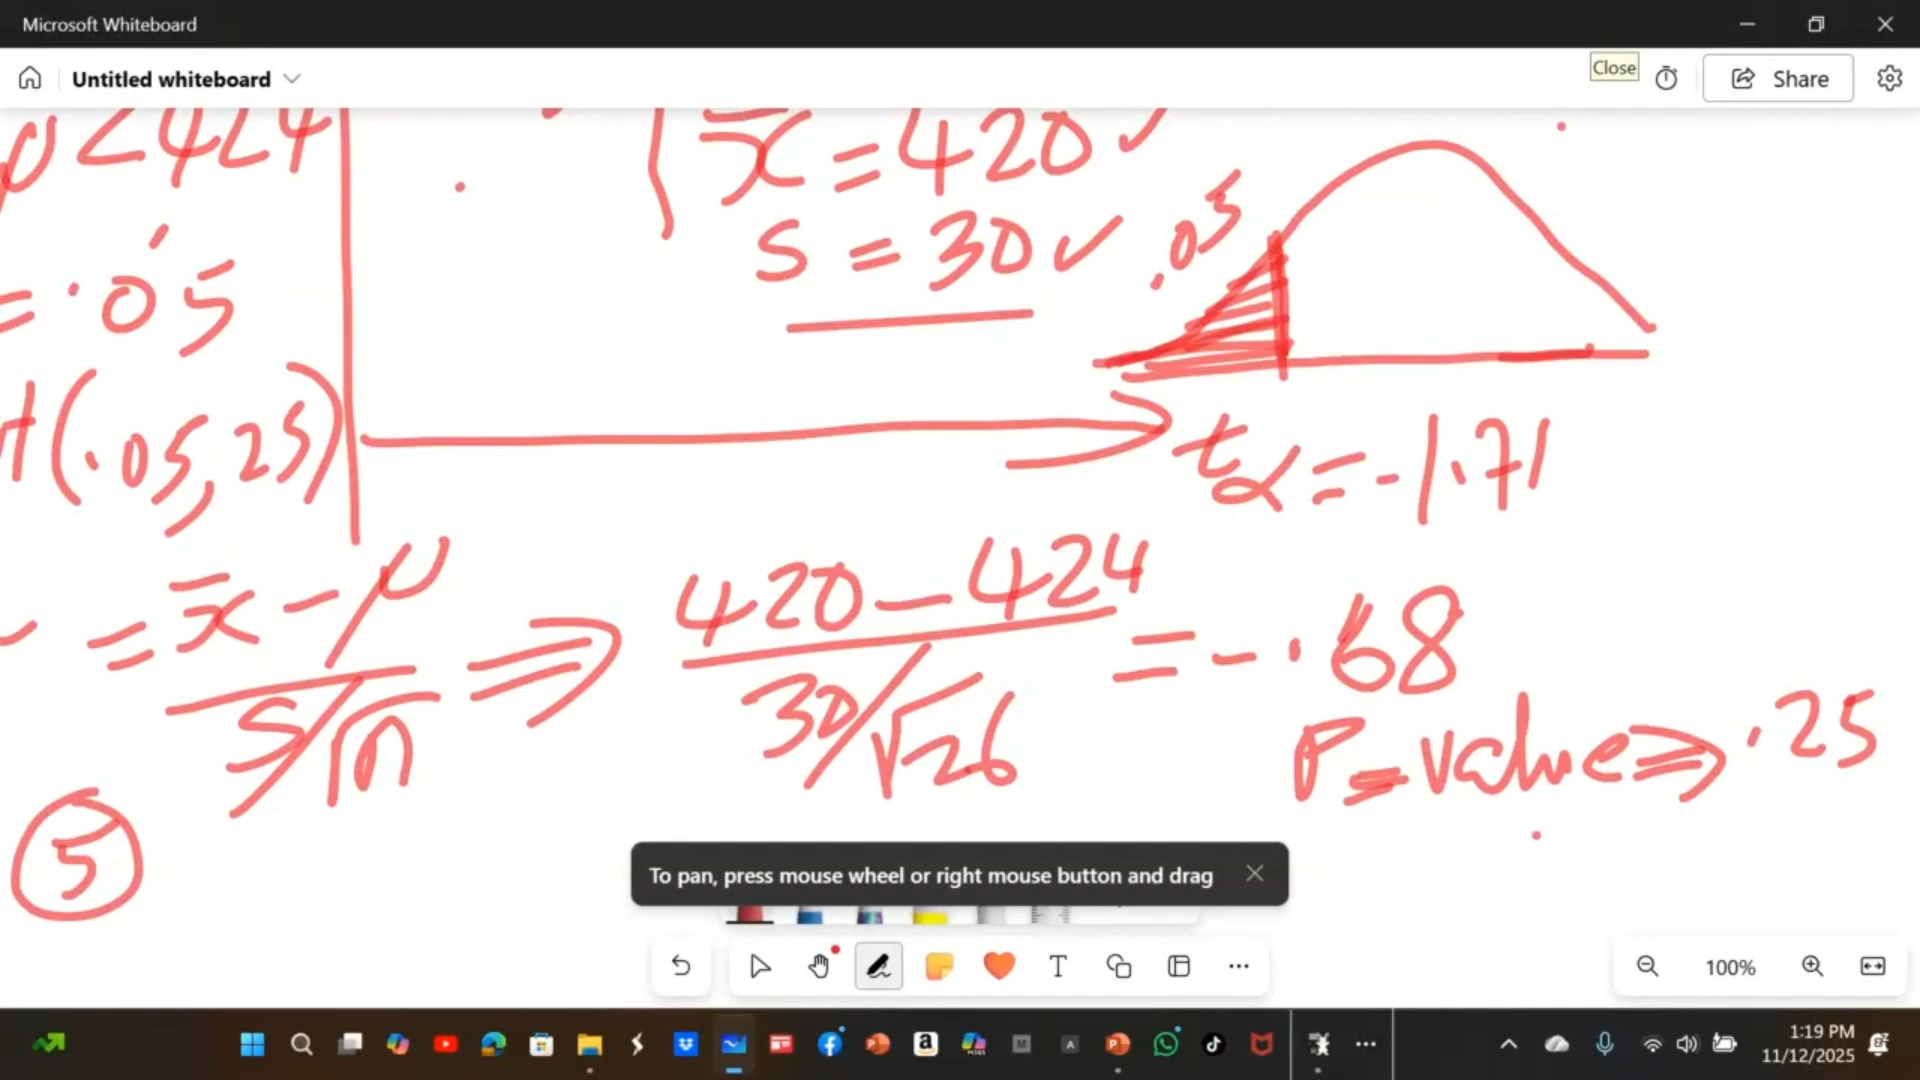 Microsoft Whiteboard
Untitled whiteboard
Close
Share
< 424
x̄ = 420 ✓
s = 30 ✓
.05
= .05
(.05, 25)
tα = -1.71
= x̄ - μ / s/√n ⇒ 420 - 424 / 30/√26 = -.68
P-value ⇒ .25
5
To pan, press mouse wheel or right mouse button and drag
T
100%
1:19 PM
11/12/2025